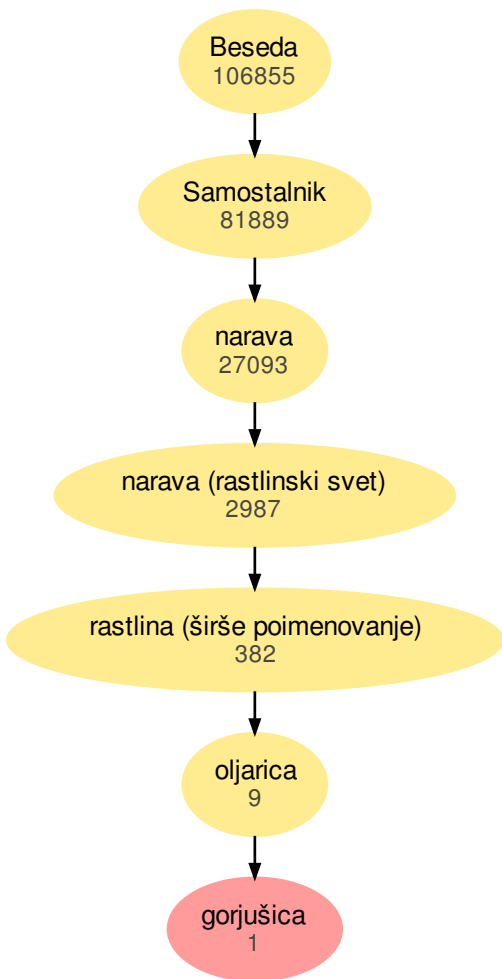 Beseda
106855
Samostalnik
81889
narava
27093
narava (rastlinski svet)
2987
rastlina (širše poimenovanje)
382
oljarica
9
gorjušica
1